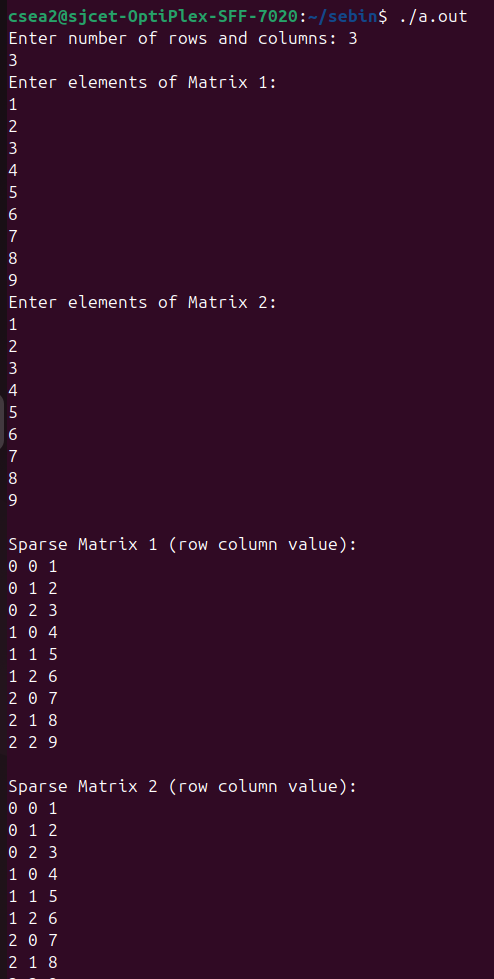 csea2@sjcet-OptiPlex-SFF-7020:~/sebin$ ./a.out
Enter number of rows and columns: 3
3
Enter elements of Matrix 1:
1
2
3
4
5
6
7
8
9
Enter elements of Matrix 2:
1
2
3
4
5
6
7
8
9
Sparse Matrix 1 (row column value):
0 0 1
0 1 2
0 2 3
1 0 4
1 1 5
1 2 6
2 0 7
2 1 8
2 2 9
Sparse Matrix 2 (row column value):
0 0 1
0 1 2
0 2 3
1 0 4
1 1 5
1 2 6
2 0 7
2 1 8